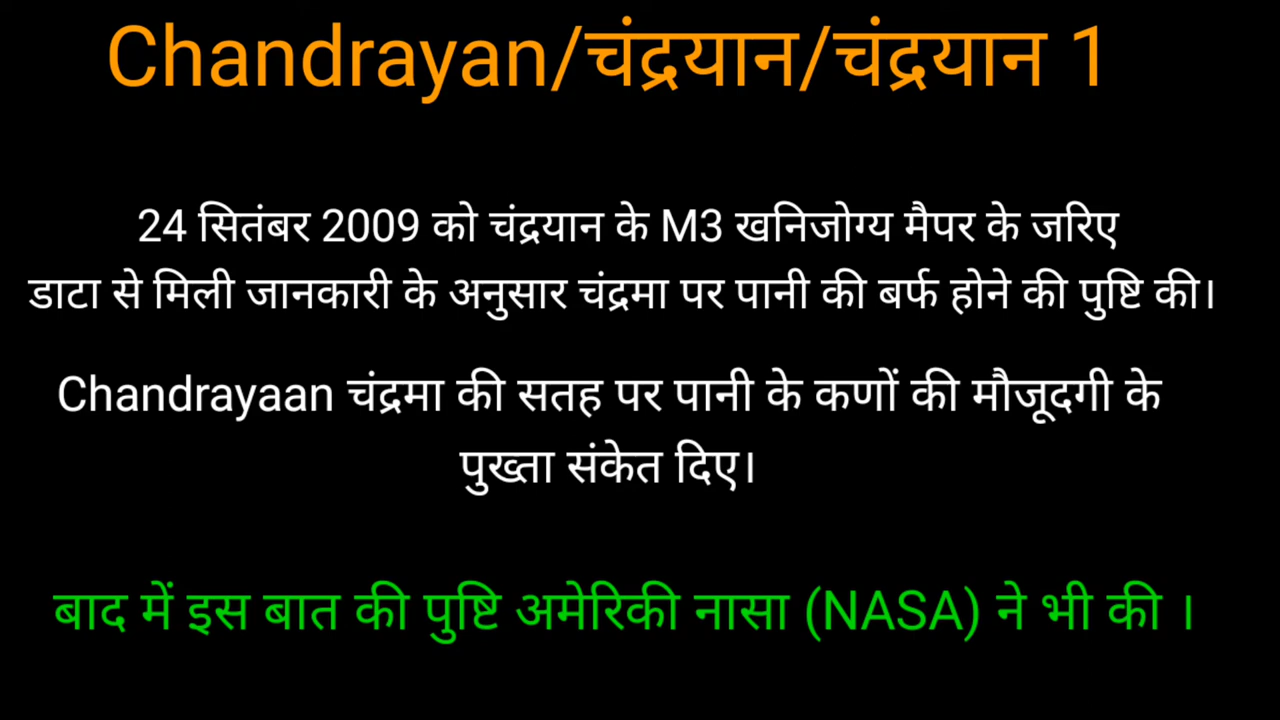 Chandrayan/चंद्रयान/चंद्रयान 1
24 सितंबर 2009 को चंद्रयान के M3 खनिजोग्य मैपर के जरिए
डाटा से मिली जानकारी के अनुसार चंद्रमा पर पानी की बर्फ होने की पुष्टि की।
Chandrayaan चंद्रमा की सतह पर पानी के कणों की मौजूदगी के
पुख्ता संकेत दिए।
बाद में इस बात की पुष्टि अमेरिकी नासा (NASA) ने भी की ।